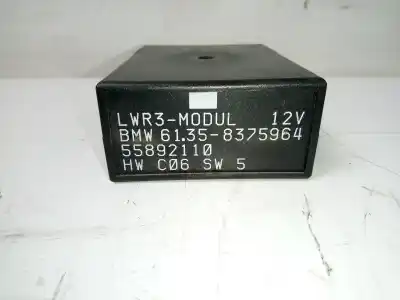 LWR3-MODUL 12V
BMW 61.35-8375964
55892110
HW C06 SW 5